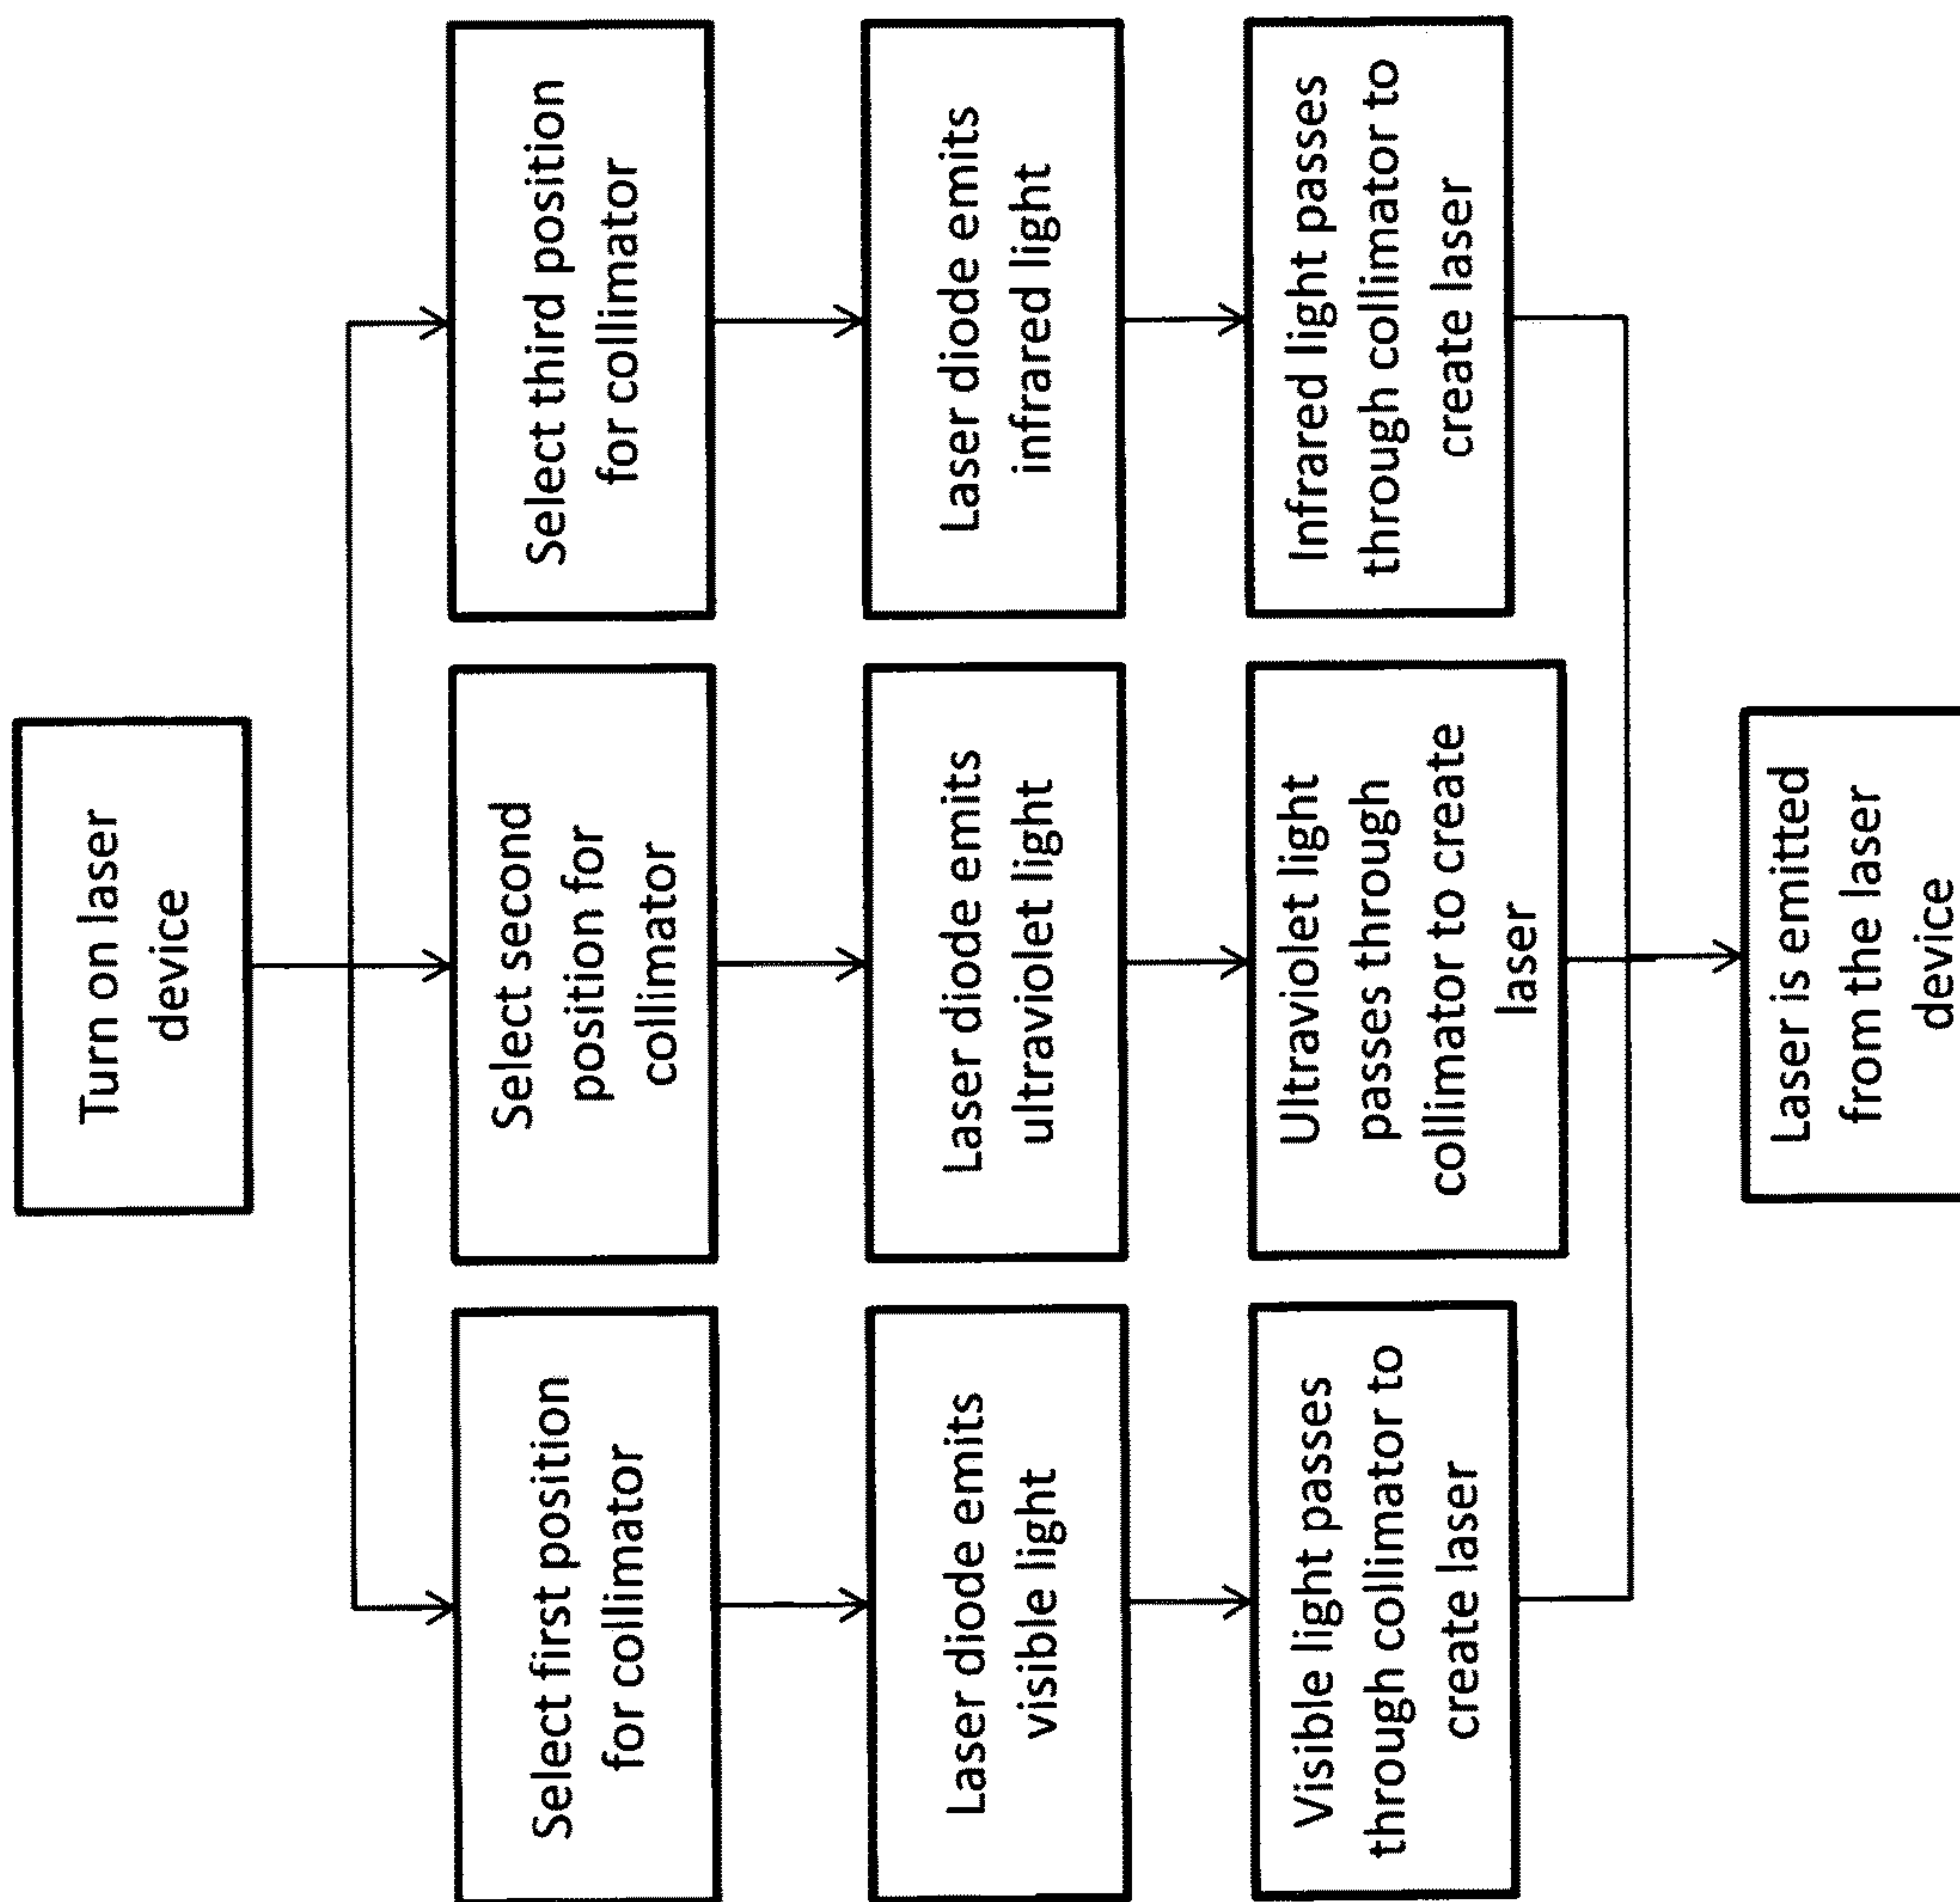 Turn on laser
device
Select first position
for collimator
Select second
position for
collimator
Select third position
for collimator
Laser diode emits
visible light
Laser diode emits
ultraviolet light
Laser diode emits
infrared light
Visible light passes
through collimator to
create laser
Ultraviolet light
passes through
collimator to create
laser
Infrared light passes
through collimator to
create laser
Laser is emitted
from the laser
device